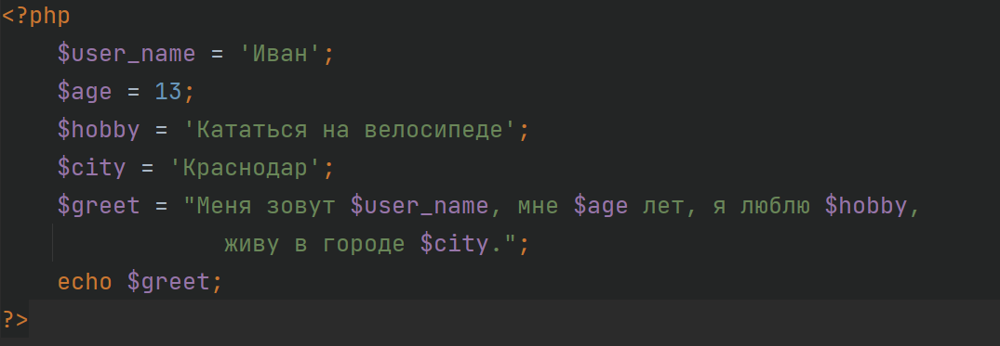 <?php
$user_name = 'Иван';
$age = 13;
$hobby = 'Кататься на велосипеде';
$city = 'Краснодар';
$greet = "Меня зовут $user_name, мне $age лет, я люблю $hobby,
живу в городе $city.";
echo $greet;
?>